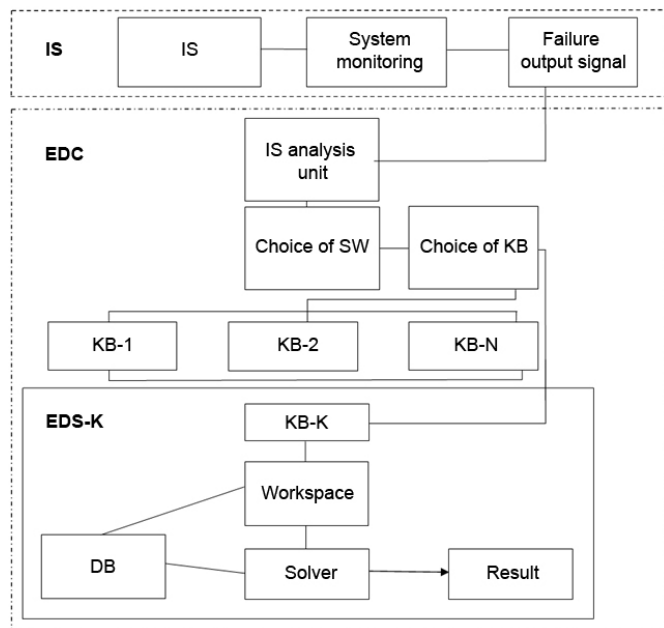 IS
IS
System
monitoring
Failure
output signal
EDC
IS analysis
unit
Choice of SW
Choice of KB
KB-1
KB-2
KB-N
EDS-K
KB-K
Workspace
DB
Solver
Result